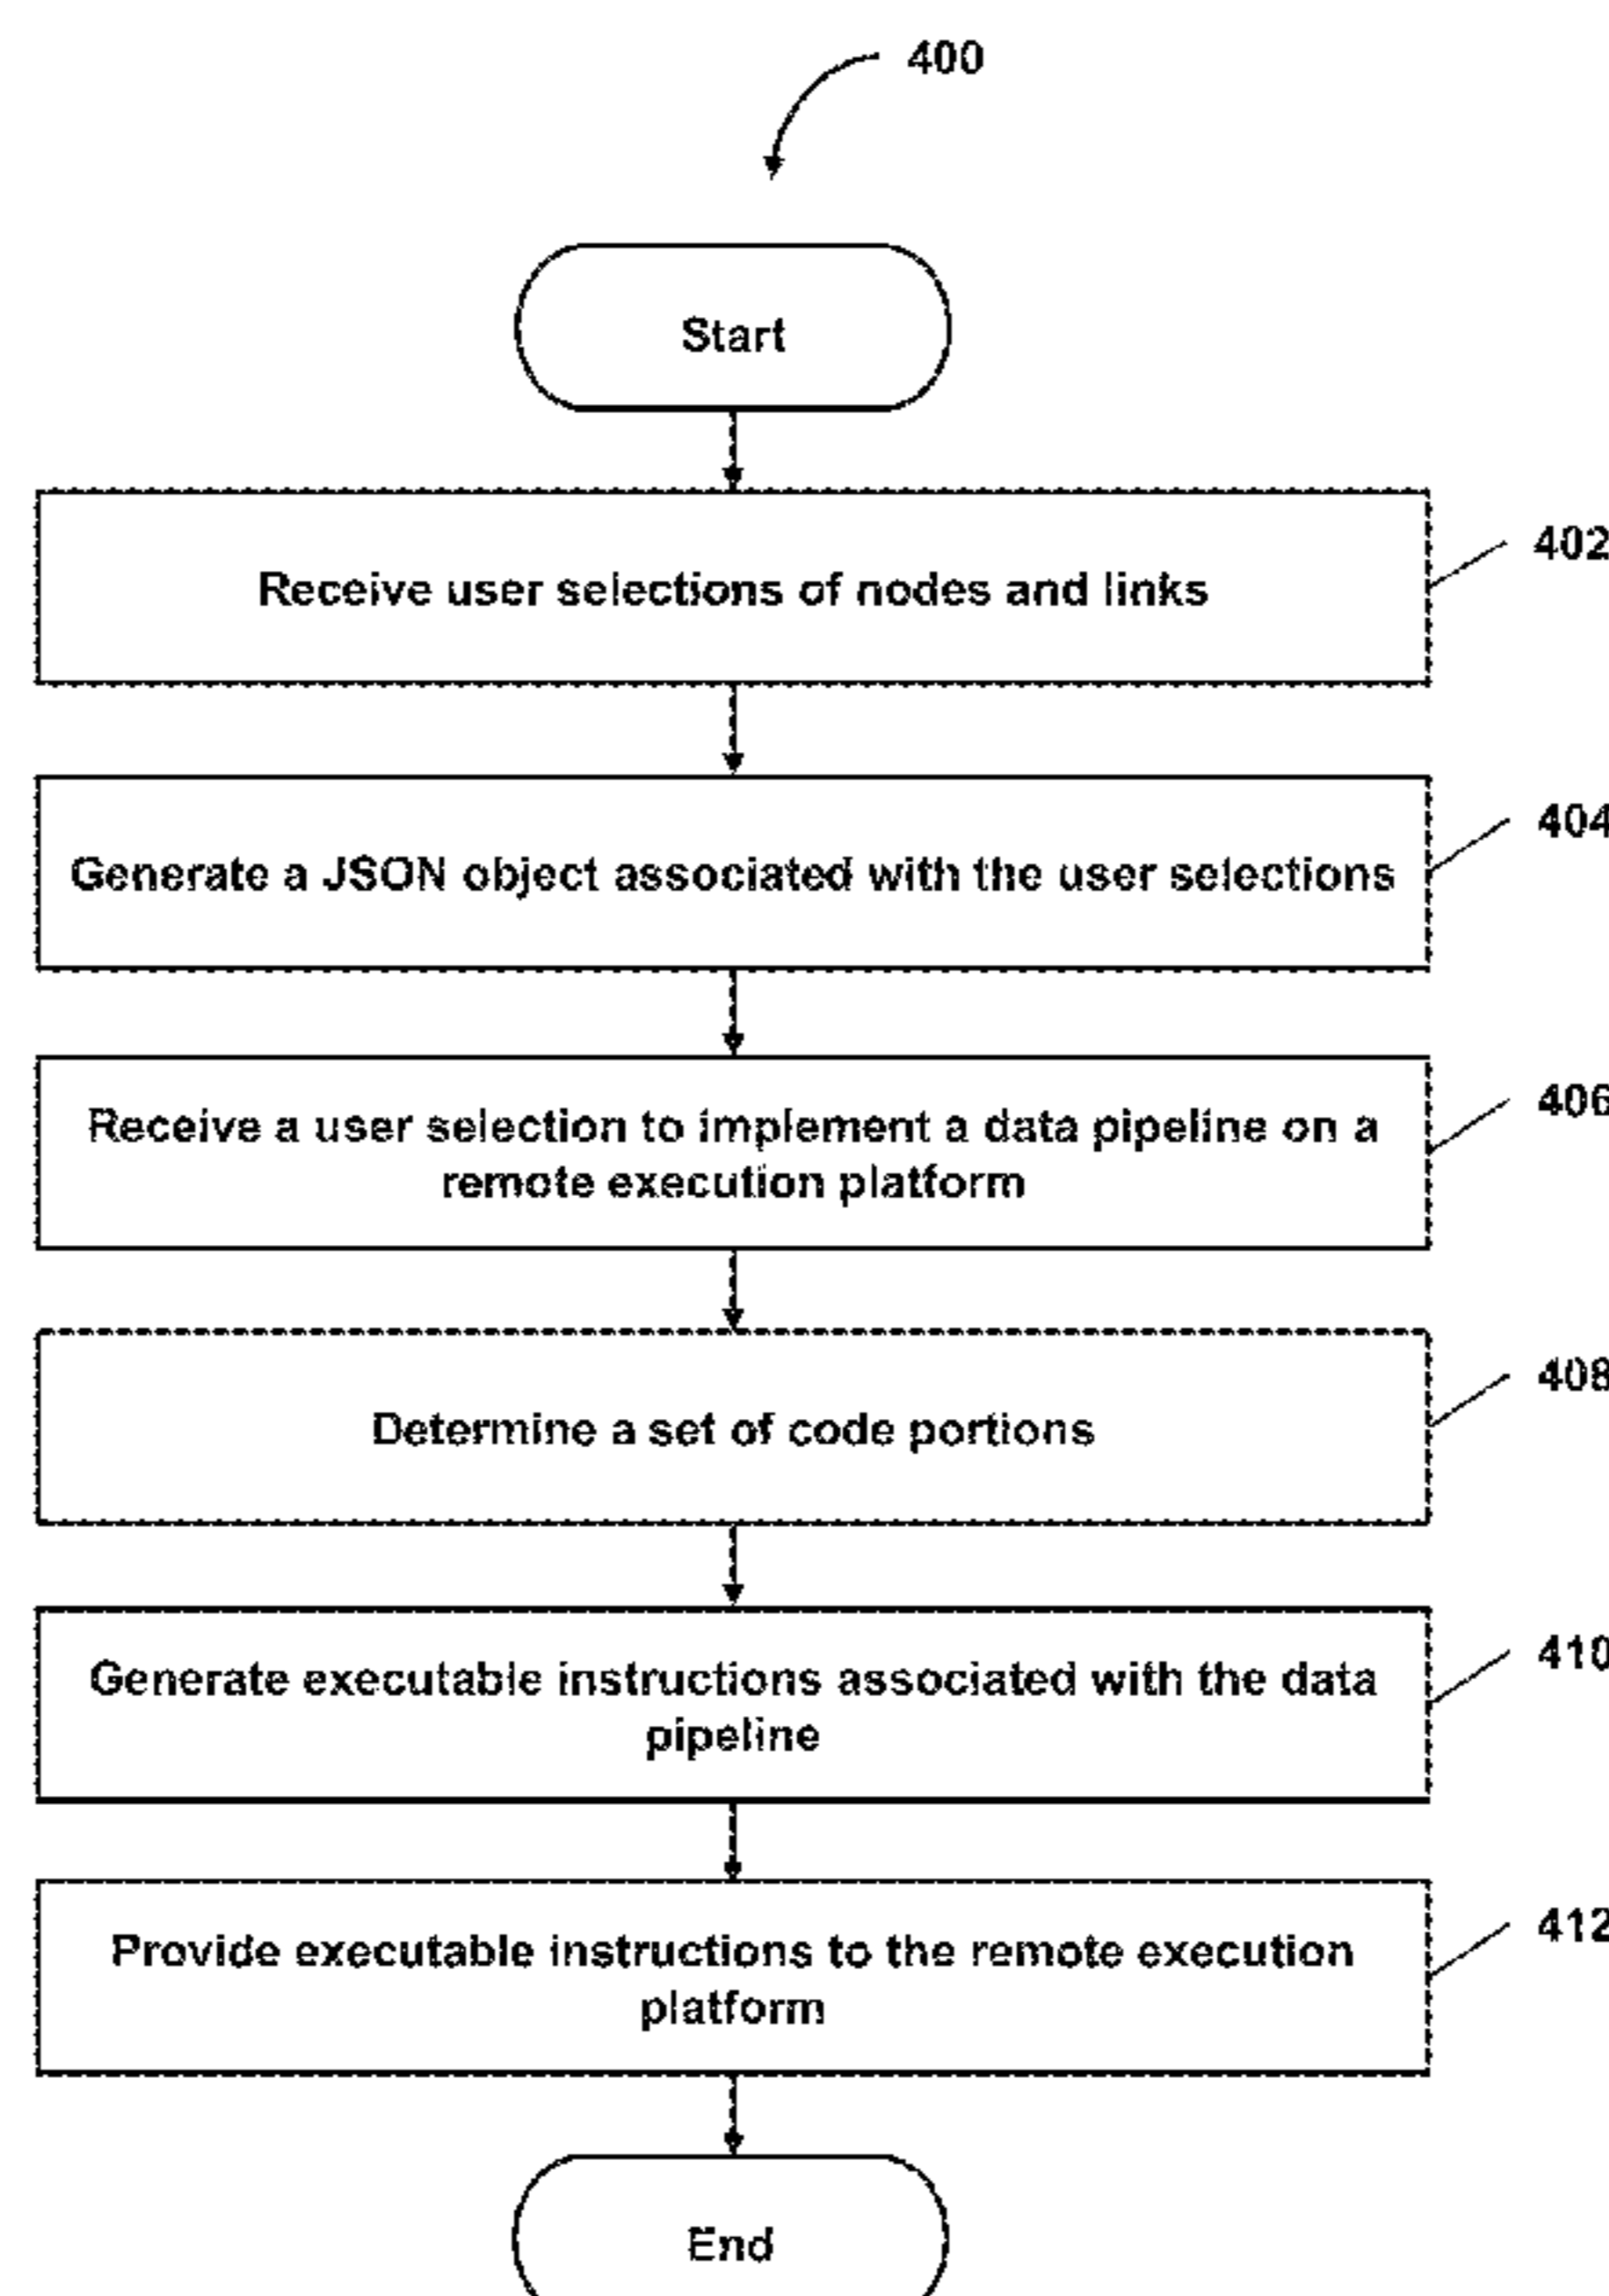 400
Start
402
Receive user selections of nodes and links
404
Generate a JSON object associated with the user selections
406
Receive a user selection to implement a data pipeline on a
remote execution platform
408
Determine a set of code portions
410
Generate executable instructions associated with the data
pipeline
412
Provide executable instructions to the remote execution
platform
End